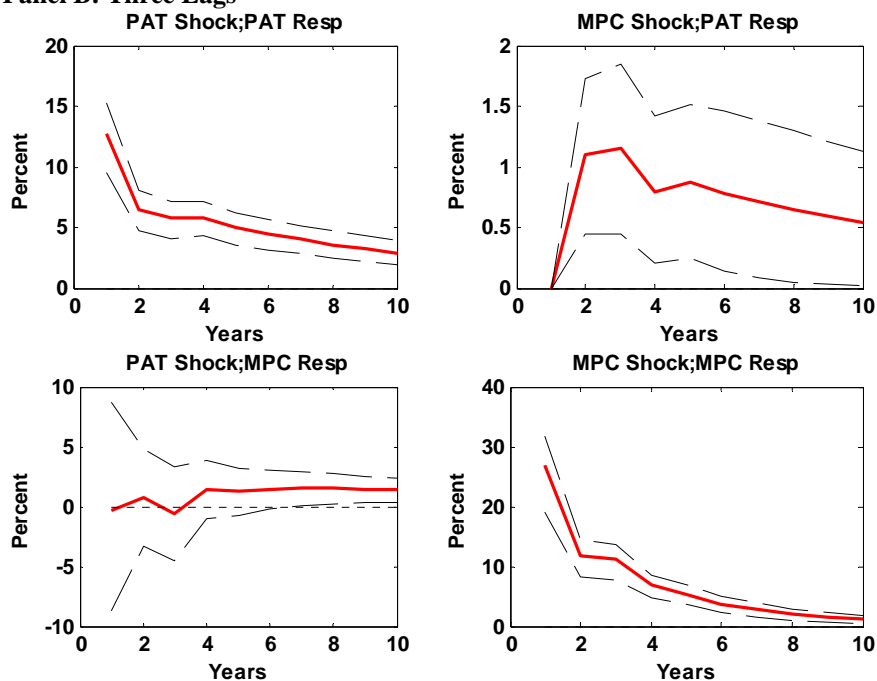 Three Lags
PAT Shock;PAT Resp
20
15
10
5
0
Percent
0 2 4 6 8 10
Years
MPC Shock;PAT Resp
2
1.5
1
0.5
0
Percent
0 2 4 6 8 10
Years
PAT Shock;MPC Resp
10
5
0
-5
-10
Percent
0 2 4 6 8 10
Years
MPC Shock;MPC Resp
40
30
20
10
0
Percent
0 2 4 6 8 10
Years